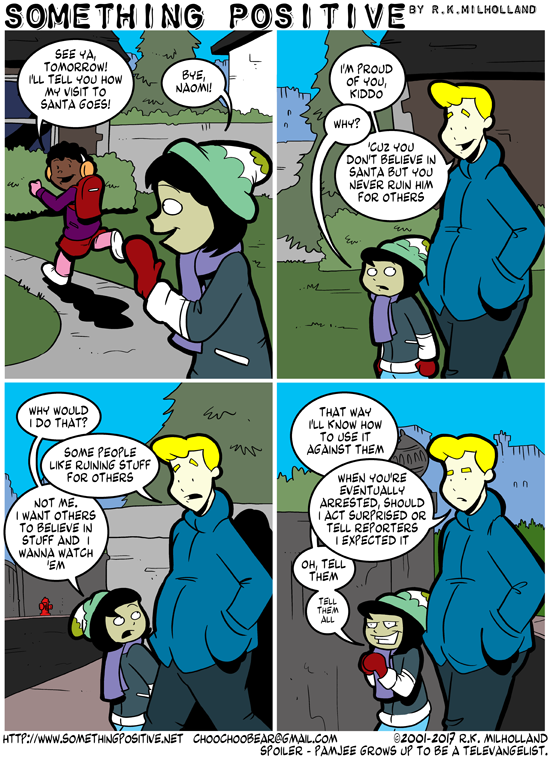 SOMETHING POSITIVE BY R.K.MILHOLLAND
SEE YA,
TOMORROW!
I'LL TELL YOU HOW
MY VISIT TO
SANTA GOES!
BYE,
NAOMI!
I'M PROUD
OF YOU,
KIDDO
WHY?
'CUZ YOU
DON'T BELIEVE IN
SANTA BUT YOU
NEVER RUIN HIM
FOR OTHERS
WHY WOULD
I DO THAT?
SOME PEOPLE
LIKE RUINING STUFF
FOR OTHERS
NOT ME.
I WANT OTHERS
TO BELIEVE IN
STUFF AND I
WANNA WATCH
'EM
THAT WAY
I'LL KNOW HOW
TO USE IT
AGAINST THEM
WHEN YOU'RE
EVENTUALLY
ARRESTED, SHOULD
I ACT SURPRISED OR
TELL REPORTERS
I EXPECTED IT
OH, TELL
THEM
TELL
THEM
ALL
HTTP://WWW.SOMETHINGPOSITIVE.NET CHOOCHOOBEAR@GMAIL.COM ©2001-2017 R.K. MILHOLLAND
SPOILER - PAMJEE GROWS UP TO BE A TELEVANGELIST.